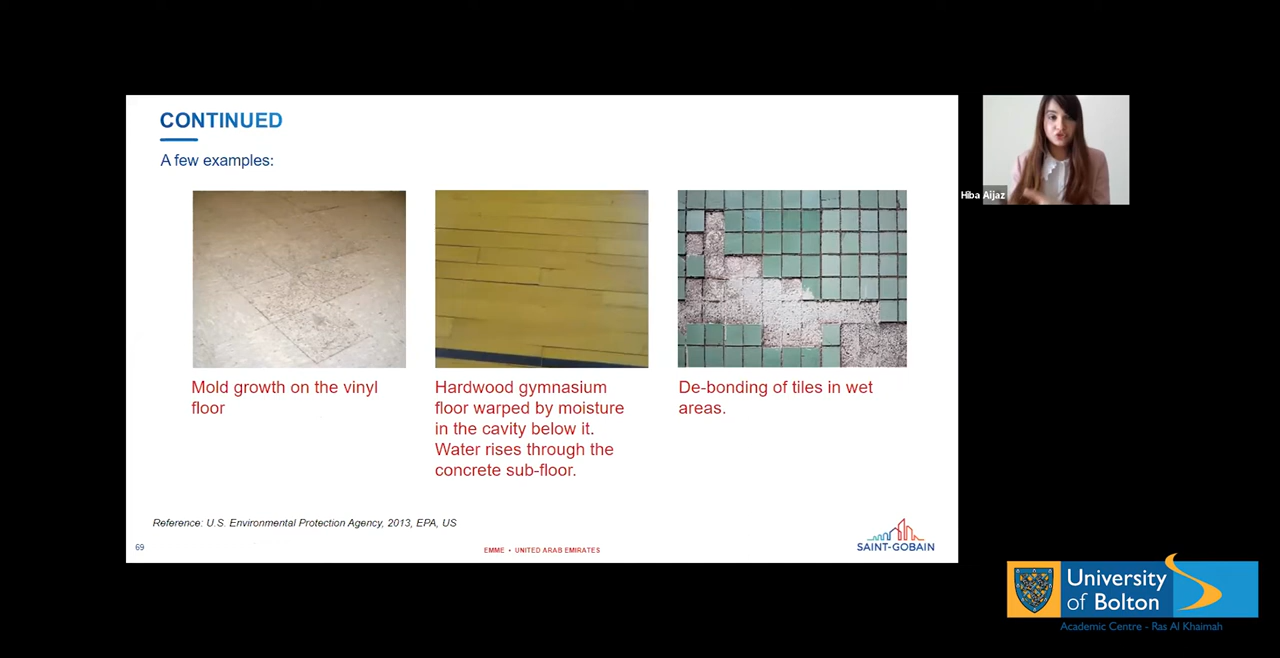 CONTINUED
A few examples:
Mold growth on the vinyl
floor
Hardwood gymnasium
floor warped by moisture
in the cavity below it.
Water rises through the
concrete sub-floor.
De-bonding of tiles in wet
areas.
Reference: U.S. Environmental Protection Agency, 2013, EPA, US
69
EMME • UNITED ARAB EMIRATES
SAINT-GOBAIN
Hiba Aijaz
University
of Bolton
Academic Centre - Ras Al Khaimah